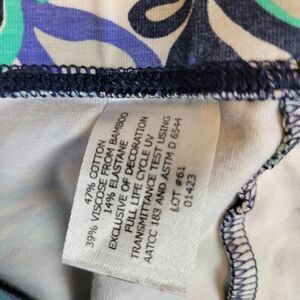 47% COTTON
39% VISCOSE FROM BAMBOO
14% ELASTANE
EXCLUSIVE OF DECORATION
FULL LIFE CYCLE UV
TRANSMITTANCE TEST USING
AATCC 183 AND ASTM D 6544
LOT #61
01423